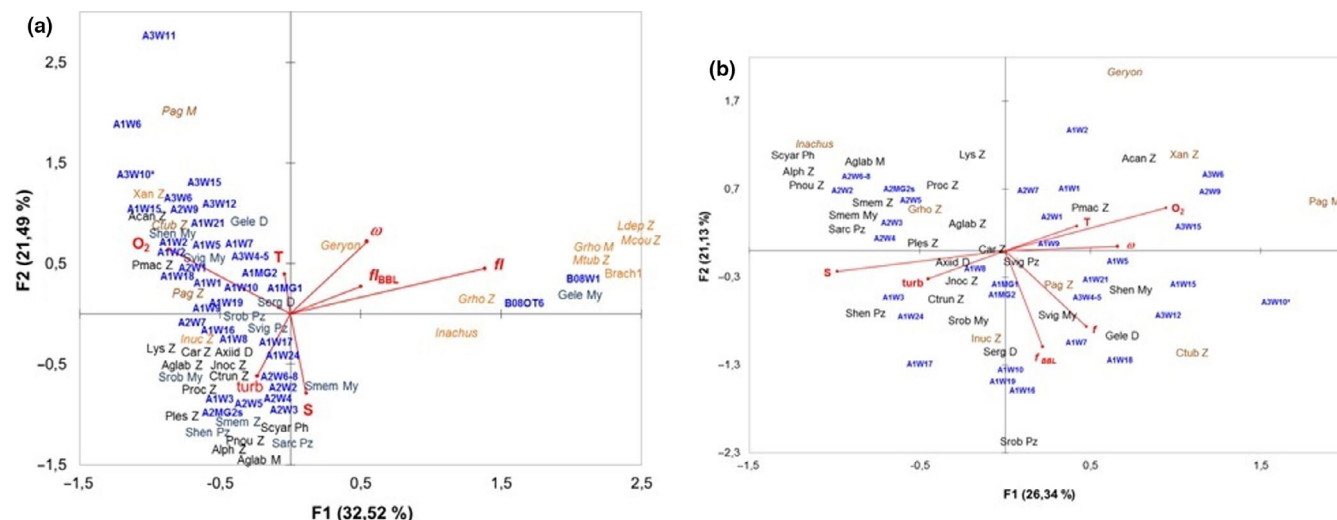 (a)
A3W11
2,5
Pag M
A1W6
1,5
A3W10*
A3W15
Xan Z
A3W6
A3W12
A1W15
A2W9
Acan Z
A1W21
Gele D
Ctub Z
Shen My
O2
A1W2
A1W5
A1W7
ω
Geryon
Ldep Z
Mcou Z
A1W2
Svig My
A3W4-5
T
Grho M
Pmac Z
A2W1
A1MG2
0,5
fl
Mtub Z
A1W18
A1W1
flBBL
B08W1
Brach1
Pag Z
A1W10
A1MG1
Grho Z
Gele My
A1W19
Serg D
B08OT6
A1W9
Srob Pz
A2W7
A1W16
Svig Pz
Inachus
Inuc Z
A1W8
A1W17
Lys Z
Car Z
Axiid D
A1W24
Aglab Z
Jnoc Z
Srob My
Ctrun Z
A2W6-8
turb
A2W2
Smem My
Proc Z
A1W3
A2W5
A2W4
S
Ples Z
A2MG2s
A2W3
Shen Pz
Smem Z
Scyar Ph
Pnou Z
Sarc Pz
Alph Z
Aglab M
−1,5
−1,5
−0,5
0,5
1,5
2,5
F1 (32,52 %)
F2 (21,49 %)
(b)
Geryon
1,7
A1W2
Inachus
Scyar Ph
Aglab M
Lys Z
Acan Z
Xan Z
Alph Z
A2W6-8
A3W6
Pnou Z
A2W2
A2MG2s
Proc Z
0,7
A2W7
A1W1
A2W9
Smem Z
A2W5
Pmac Z
O2
Pag M
Smem My
Grho Z
A2W1
T
Sarc Pz
A2W3
Aglab Z
A3W15
A2W4
Ples Z
Car Z
A1W9
ω
Axiid D
Svig Pz
A1W5
S
A1W6
−0,3
turb
Jnoc Z
A1MG1
Pag Z
A1W21
A1W15
A1W3
Ctrun Z
A1MG2
A3W4-5
Shen My
A3W10*
Shen Pz
A1W24
Srob My
Svig My
A3W12
f
Inuc Z
A1W7
Gele D
Serg D
f BBL
Ctub Z
−1,3
A1W17
A1W10
A1W18
A1W19
A1W16
Srob Pz
−2,3
−1,5
−0,5
0,5
1,5
F1 (26,34 %)
F2 (21,13 %)